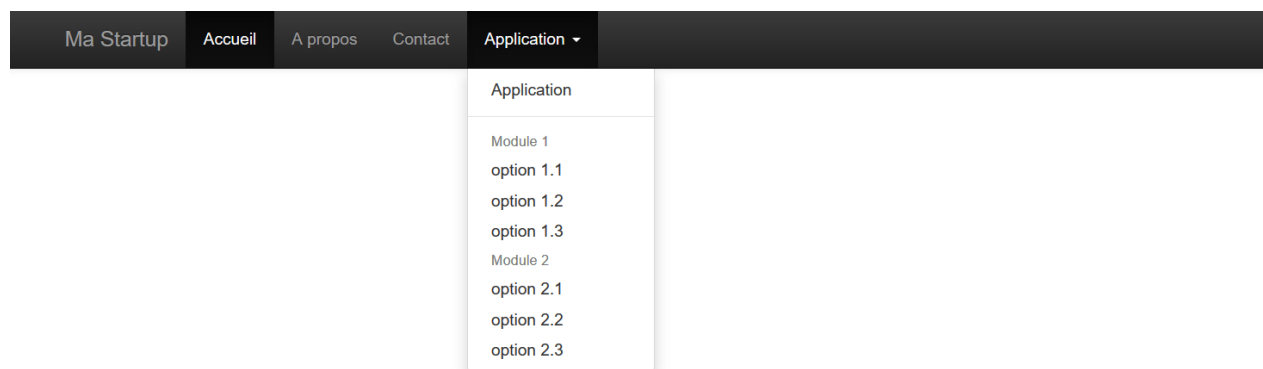 Ma Startup Accueil A propos Contact Application
Application
Module 1
option 1.1
option 1.2
option 1.3
Module 2
option 2.1
option 2.2
option 2.3